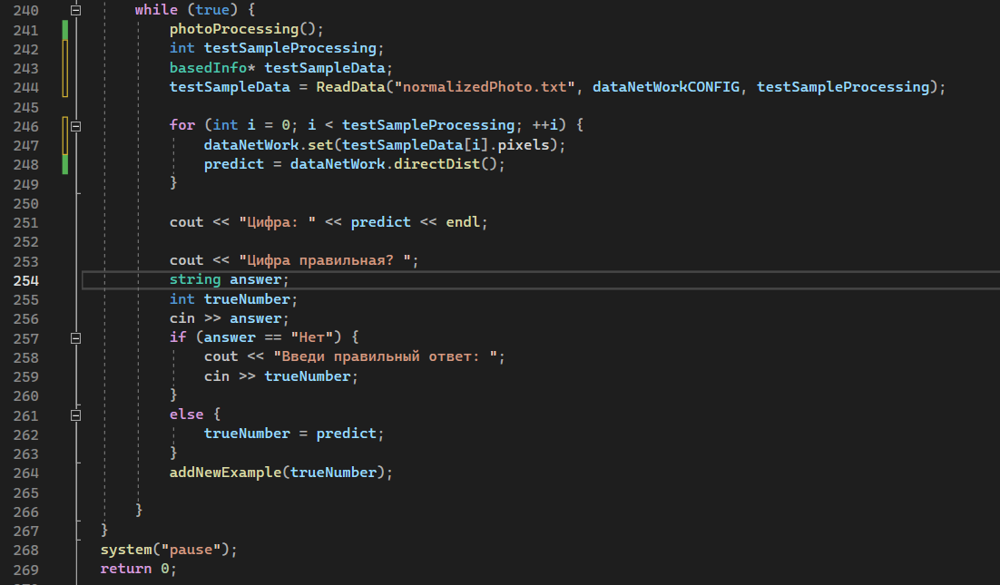 240 while (true) {
241 photoProcessing();
242 int testSampleProcessing;
243 basedInfo* testSampleData;
244 testSampleData = ReadData("normalizedPhoto.txt", dataNetWorkCONFIG, testSampleProcessing);
245
246 for (int i = 0; i < testSampleProcessing; ++i) {
247 dataNetWork.set(testSampleData[i].pixels);
248 predict = dataNetWork.directDist();
249 }
250
251 cout << "Цифра: " << predict << endl;
252
253 cout << "Цифра правильная? ";
254 string answer;
255 int trueNumber;
256 cin >> answer;
257 if (answer == "Нет") {
258 cout << "Введи правильный ответ: ";
259 cin >> trueNumber;
260 }
261 else {
262 trueNumber = predict;
263 }
264 addNewExample(trueNumber);
265
266 }
267 }
268 system("pause");
269 return 0;